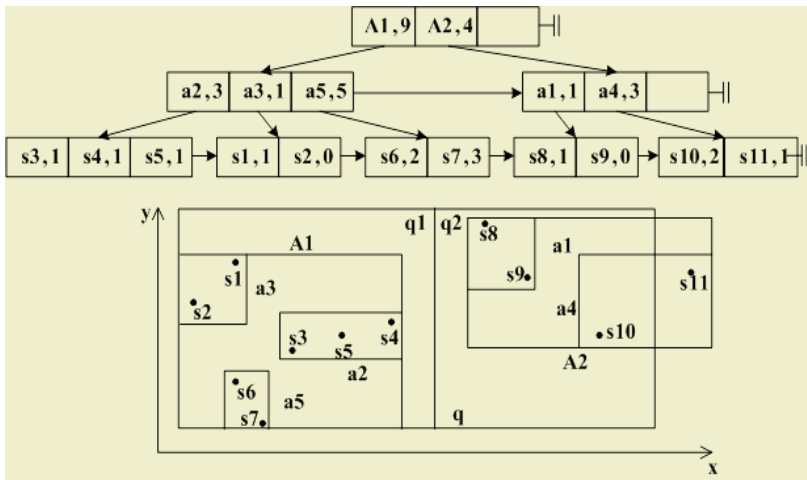 A1,9 A2,4
a2,3 a3,1 a5,5 a1,1 a4,3
s3,1 s4,1 s5,1 s1,1 s2,0 s6,2 s7,3 s8,1 s9,0 s10,2 s11,1
y q1 q2 s8
A1 a1
s1 a3 s9 s11
s2 a4
s3 s5 s4 s10
a2 A2
s6 a5
s7 q
x